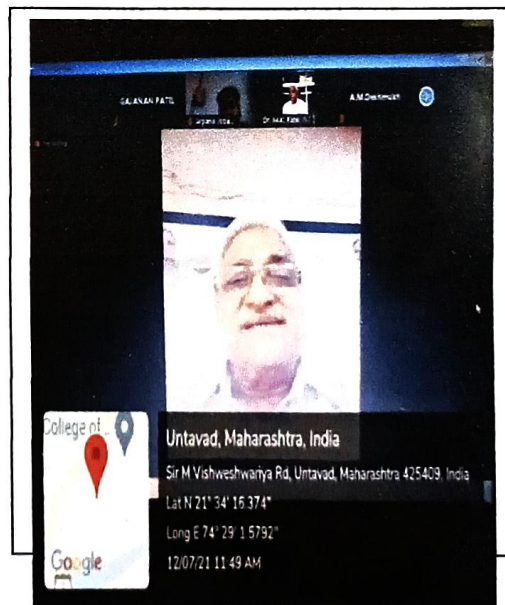 GAJANAN PATIL
A.M.Deshmukh
College of
Google
Untavad, Maharashtra, India
Sir M Vishweshwariya Rd, Untavad, Maharashtra 425409, India
Lat N 21° 34' 16.374"
Long E 74° 29' 1.5792"
12/07/21 11:49 AM